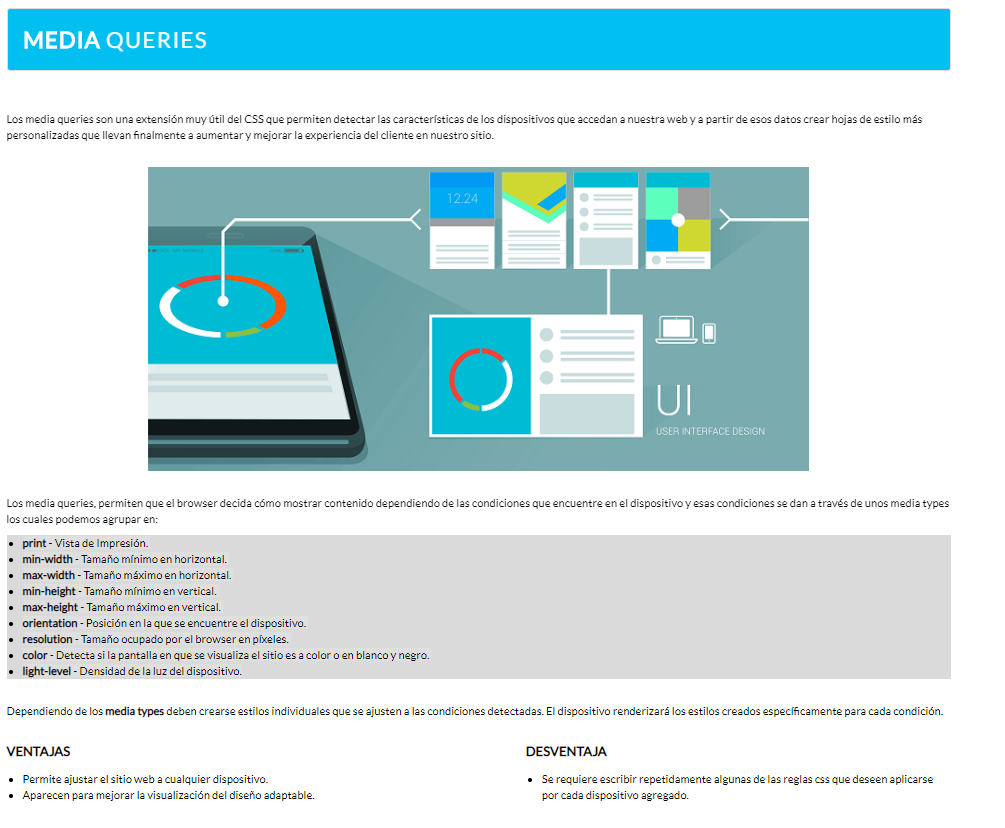 MEDIA QUERIES
Los media queries son una extensión muy útil del CSS que permiten detectar las características de los dispositivos que accedan a nuestra web y a partir de esos datos crear hojas de estilo más
personalizadas que llevan finalmente a aumentar y mejorar la experiencia del cliente en nuestro sitio.
12.24
UI
USER INTERFACE DESIGN
Los media queries, permiten que el browser decida cómo mostrar contenido dependiendo de las condiciones que encuentre en el dispositivo y esas condiciones se dan a través de unos media types
los cuales podemos agrupar en:
• print - Vista de Impresión.
• min-width - Tamaño mínimo en horizontal.
• max-width - Tamaño máximo en horizontal.
• min-height - Tamaño mínimo en vertical.
• max-height - Tamaño máximo en vertical.
• orientation - Posición en la que se encuentre el dispositivo.
• resolution - Tamaño ocupado por el browser en píxeles.
• color - Detecta si la pantalla en que se visualiza el sitio es a color o en blanco y negro.
• light-level - Densidad de la luz del dispositivo.
Dependiendo de los media types deben crearse estilos individuales que se ajusten a las condiciones detectadas. El dispositivo renderizará los estilos creados específicamente para cada condición.
VENTAJAS
• Permite ajustar el sitio web a cualquier dispositivo.
• Aparecen para mejorar la visualización del diseño adaptable.
DESVENTAJA
• Se requiere escribir repetidamente algunas de las reglas css que deseen aplicarse
por cada dispositivo agregado.